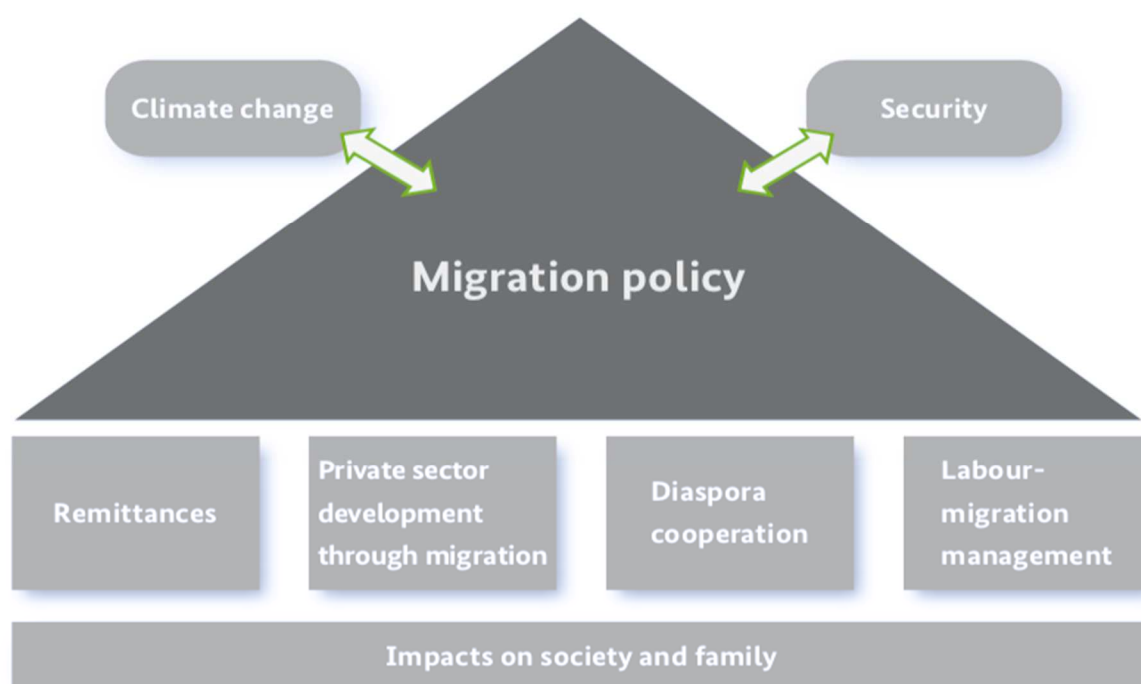 Climate change
Security
Migration policy
Remittances
Private sector
development
through migration
Diaspora
cooperation
Labour-
migration
management
Impacts on society and family